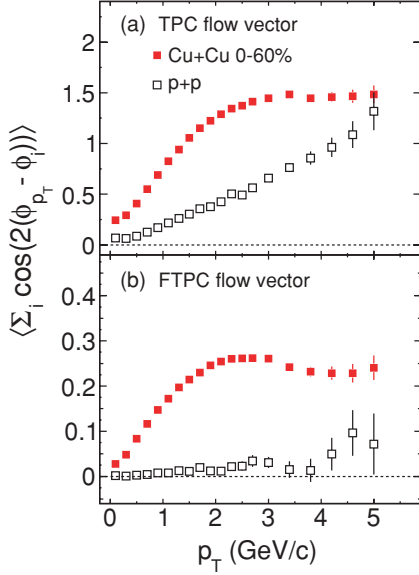 (a) TPC flow vector
Cu+Cu 0-60%
p+p
2
1.5
1
0.5
0
(b) FTPC flow vector
0.4
0.3
0.2
0.1
0
⟨Σ_i cos(2(ϕ_{p_T} - ϕ_i))⟩
0 1 2 3 4 5
p_T (GeV/c)